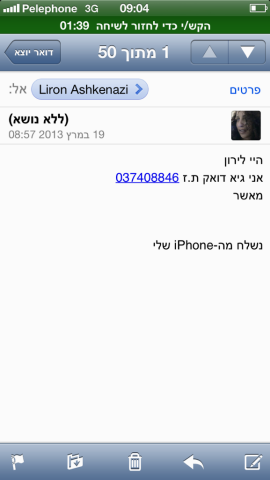 Pelephone 3G 09:04
הקש/י כדי לחזור לשיחה 01:39
דואר יוצא 1 מתוך 50
אל: Liron Ashkenazi פרטים
(ללא נושא)
19 במרץ 2013 08:57
היי לירון
אני גיא דואק ת.ז 037408846
מאשר
נשלח מה-iPhone שלי